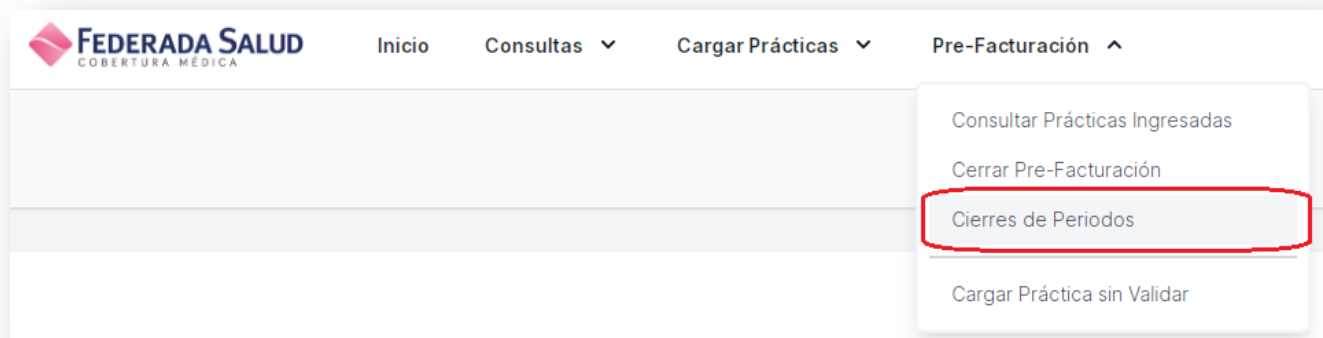 FEDERADA SALUD
COBERTURA MÉDICA
Inicio
Consultas
Cargar Prácticas
Pre-Facturación
Consultar Prácticas Ingresadas
Cerrar Pre-Facturación
Cierres de Periodos
Cargar Práctica sin Validar